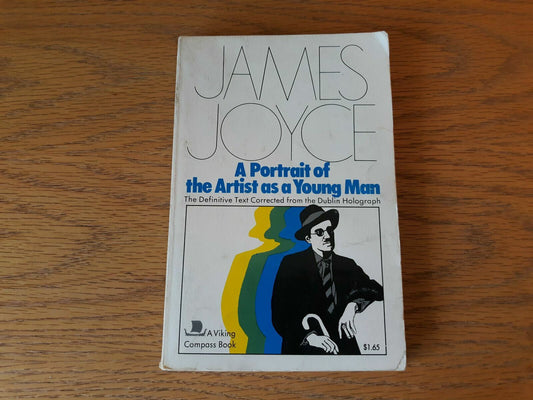 JAMES
JOYCE
A Portrait of
the Artist as a Young Man
The Definitive Text Corrected from the Dublin Holograph
A Viking
Compass Book
$1.65